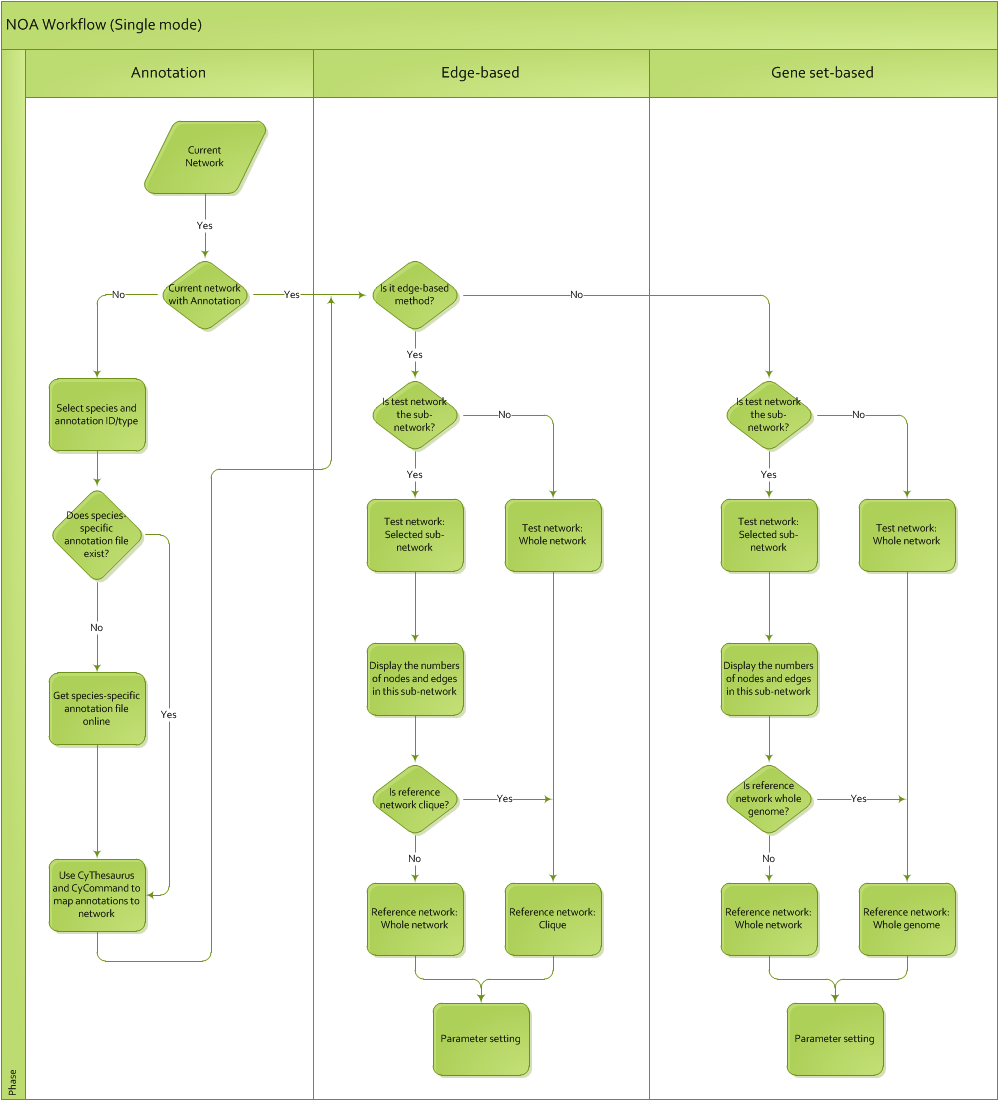 NOA Workflow (Single mode)
Annotation
Edge-based
Gene set-based
Current
Network
Yes
Current network
with Annotation
No
Yes
Is it edge-based
method?
No
Yes
Select species and
annotation ID/type
Is test network
the sub-
network?
No
Yes
Is test network
the sub-
network?
No
Yes
Does species-
specific
annotation file
exist?
No
Yes
Test network:
Selected sub-
network
Test network:
Whole network
Test network:
Selected sub-
network
Test network:
Whole network
Get species-specific
annotation file
online
Display the numbers
of nodes and edges
in this sub-network
Display the numbers
of nodes and edges
in this sub-network
Is reference
network clique?
Yes
No
Is reference
network whole
genome?
Yes
No
Use CyThesaurus
and CyCommand to
map annotations to
network
Reference network:
Whole network
Reference network:
Clique
Reference network:
Whole network
Reference network:
Whole genome
Parameter setting
Parameter setting
Phase